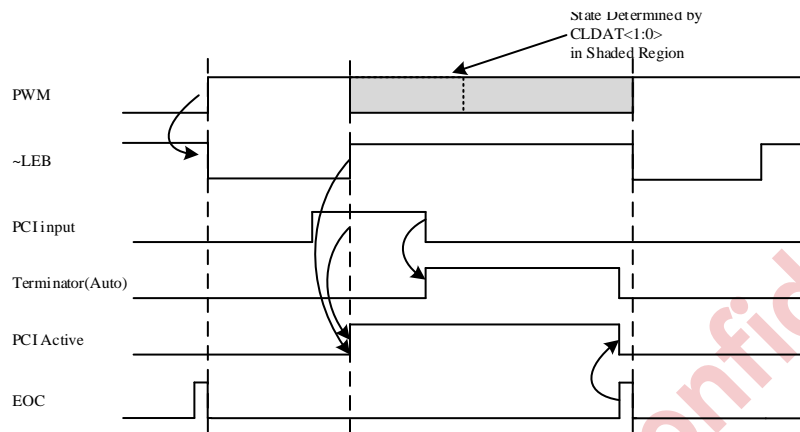 State Determined by
CLDAT<1:0>
in Shaded Region
PWM
~LEB
PCI input
Terminator(Auto)
PCI Active
EOC